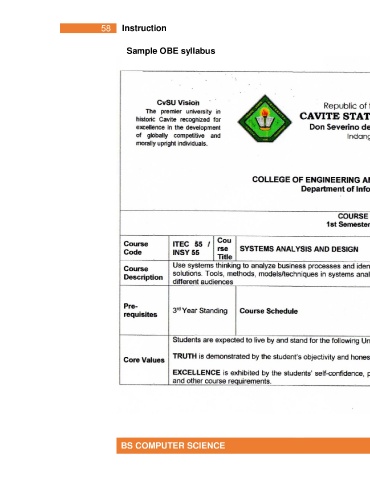 58 Instruction
Sample OBE syllabus
CvSU Vision
The premier university in
historic Cavite recognized for
excellence in the development
of globally competitive and
morally upright individuals.
Republic of
CAVITE STAT
Don Severino de
Indang
COLLEGE OF ENGINEERING A
Department of Info
COURSE
1st Semester
Course Code
ITEC 55 / INSY 55
Course Title
SYSTEMS ANALYSIS AND DESIGN
Course Description
Use systems thinking to analyze business processes and iden
solutions. Tools, methods, models/techniques in systems anal
different audiences
Pre-requisites
3rd Year Standing
Course Schedule
Core Values
Students are expected to live by and stand for the following Un
TRUTH is demonstrated by the student's objectivity and hones
EXCELLENCE is exhibited by the students' self-confidence, p
and other course requirements.
BS COMPUTER SCIENCE